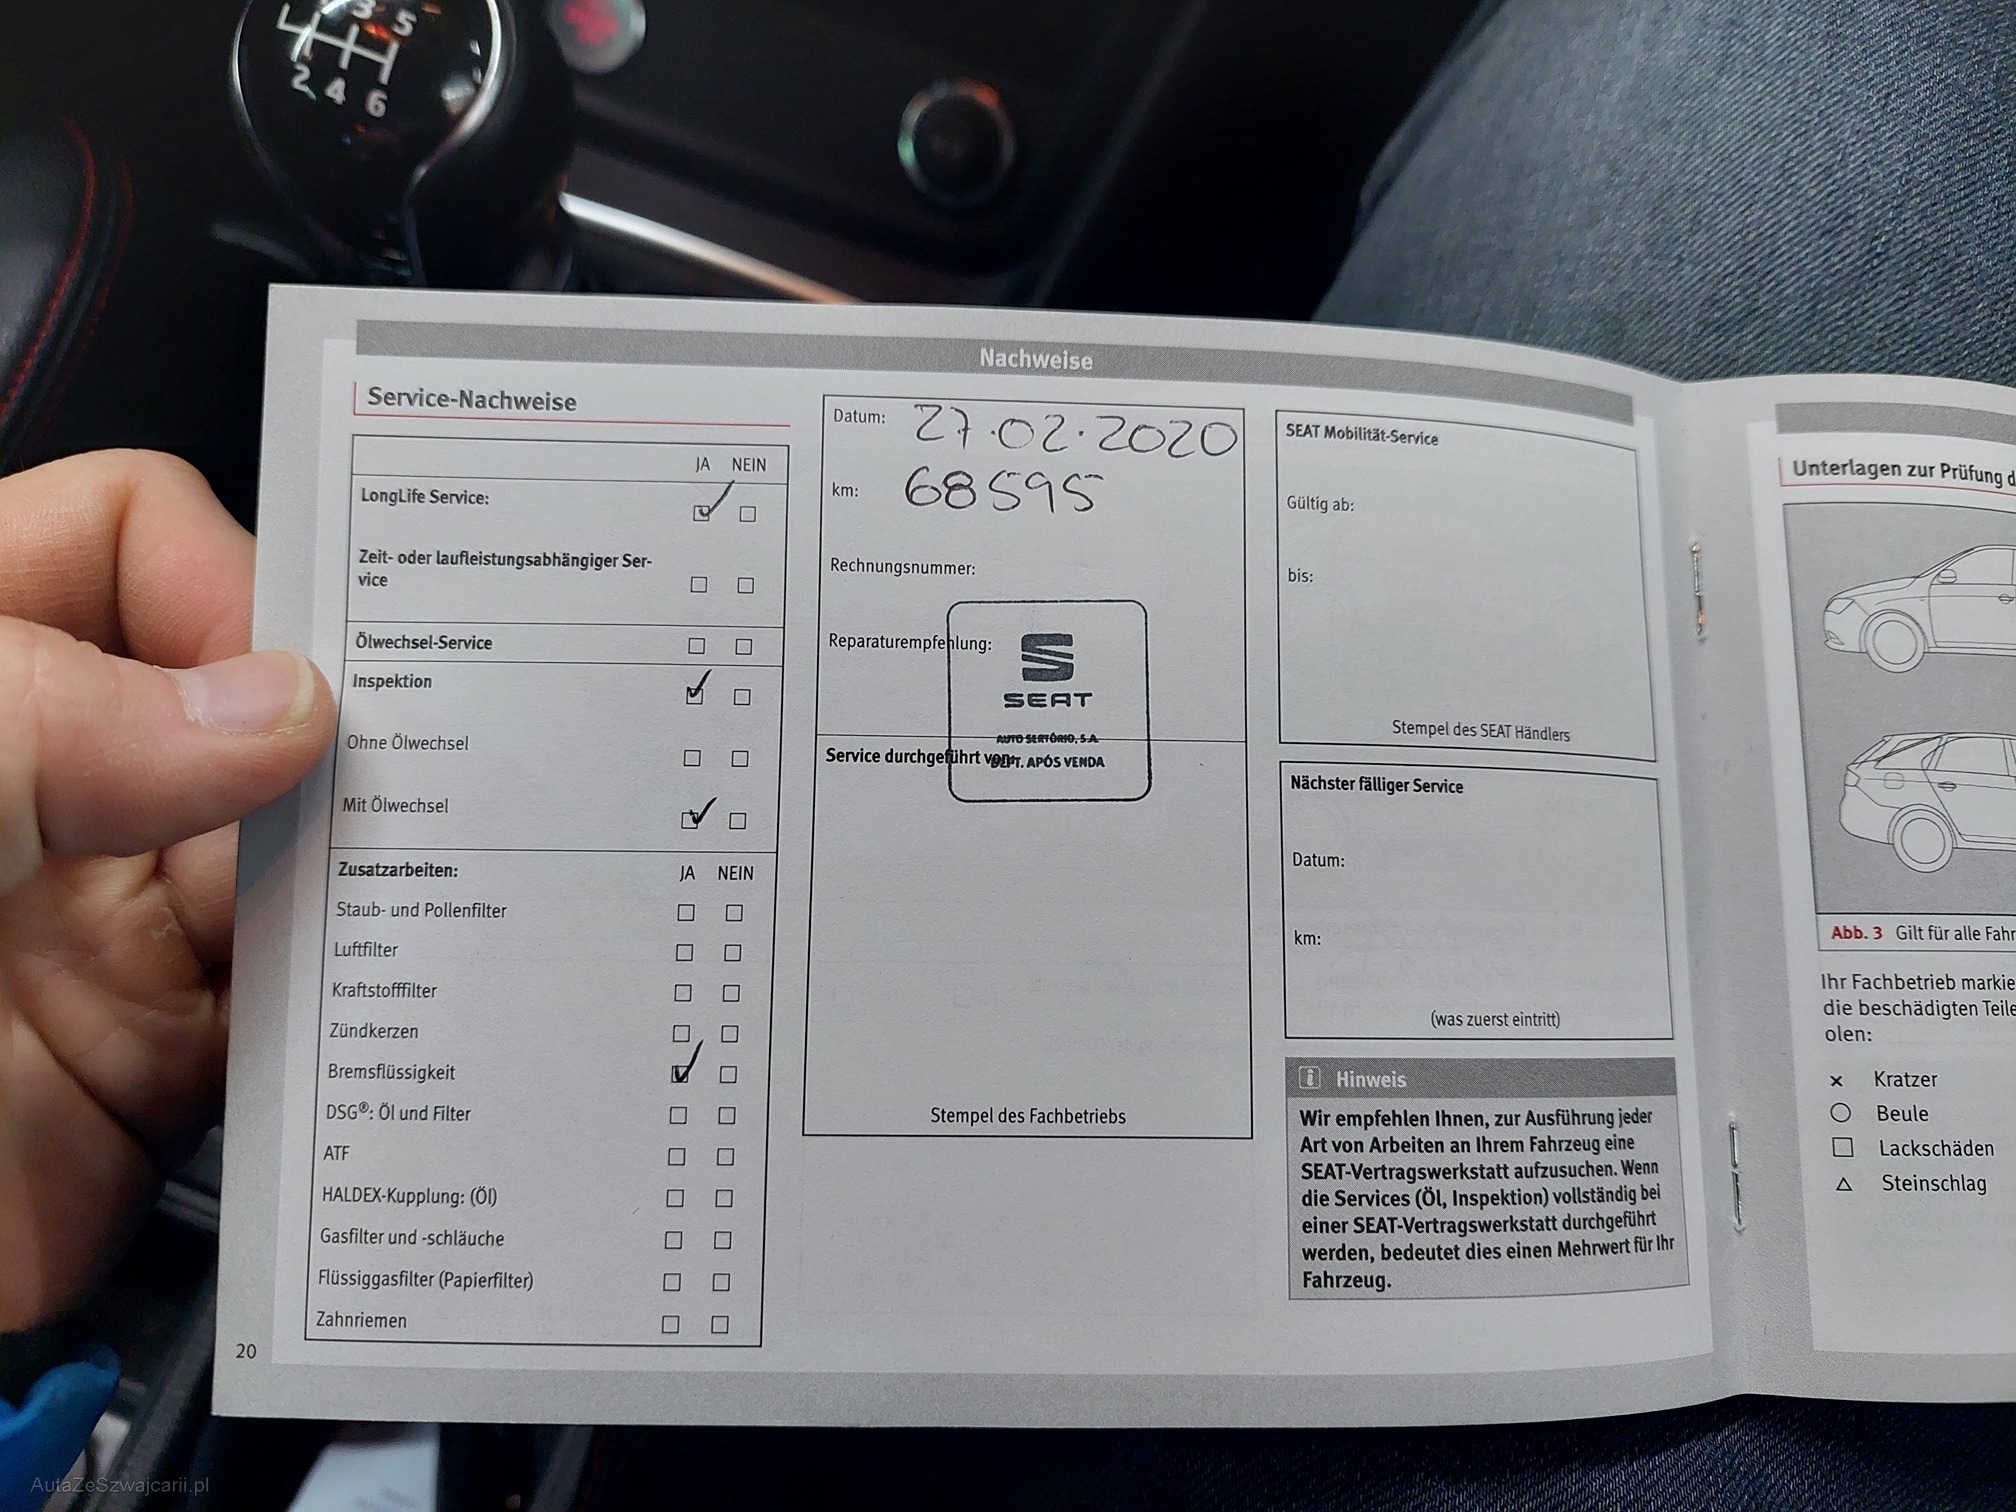 3 5
2 4 6
Nachweise
Service-Nachweise
JA NEIN
LongLife Service:
Zeit- oder laufleistungsabhängiger Ser-
vice
Ölwechsel-Service
Inspektion
Ohne Ölwechsel
Mit Ölwechsel
Zusatzarbeiten: JA NEIN
Staub- und Pollenfilter
Luftfilter
Kraftstofffilter
Zündkerzen
Bremsflüssigkeit
DSG®: Öl und Filter
ATF
HALDEX-Kupplung: (Öl)
Gasfilter und -schläuche
Flüssiggasfilter (Papierfilter)
Zahnriemen
20
Datum: 27.02.2020
km: 68595
Rechnungsnummer:
Reparaturempfehlung:
SEAT
AUTO SERTÓRIO, S.A.
DEPT. APÓS VENDA
Service durchgeführt von:
Stempel des Fachbetriebs
SEAT Mobilität-Service
Gültig ab:
bis:
Stempel des SEAT Händlers
Nächster fälliger Service
Datum:
km:
(was zuerst eintritt)
i Hinweis
Wir empfehlen Ihnen, zur Ausführung jeder
Art von Arbeiten an Ihrem Fahrzeug eine
SEAT-Vertragswerkstatt aufzusuchen. Wenn
die Services (Öl, Inspektion) vollständig bei
einer SEAT-Vertragswerkstatt durchgeführt
werden, bedeutet dies einen Mehrwert für Ihr
Fahrzeug.
Unterlagen zur Prüfung d
Abb. 3 Gilt für alle Fahr
Ihr Fachbetrieb markie
die beschädigten Teile
olen:
× Kratzer
○ Beule
□ Lackschäden
△ Steinschlag
AutaZeSzwajcarii.pl